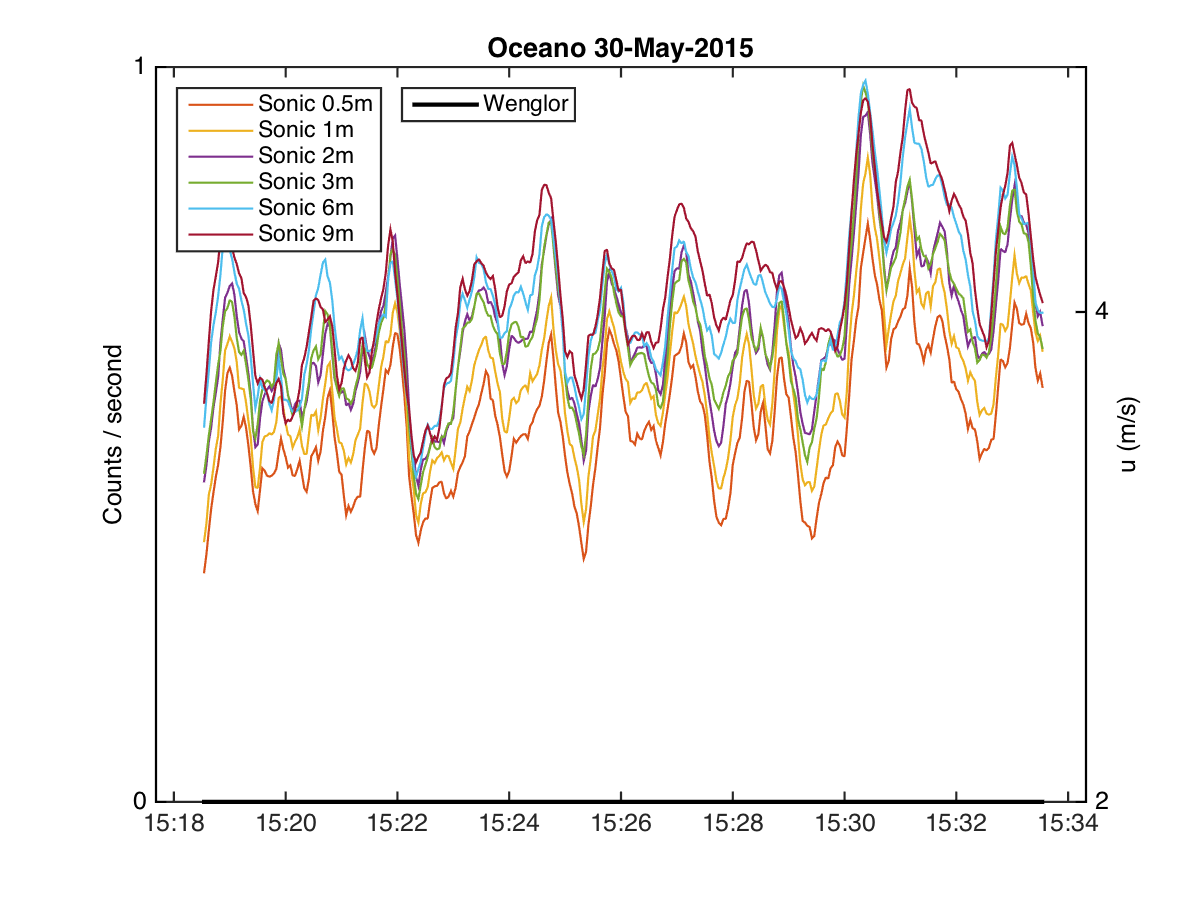 Oceano 30-May-2015
1
Sonic 0.5m
Sonic 1m
Sonic 2m
Sonic 3m
Sonic 6m
Sonic 9m
Wenglor
Counts / second
4
u (m/s)
0
2
15:18 15:20 15:22 15:24 15:26 15:28 15:30 15:32 15:34